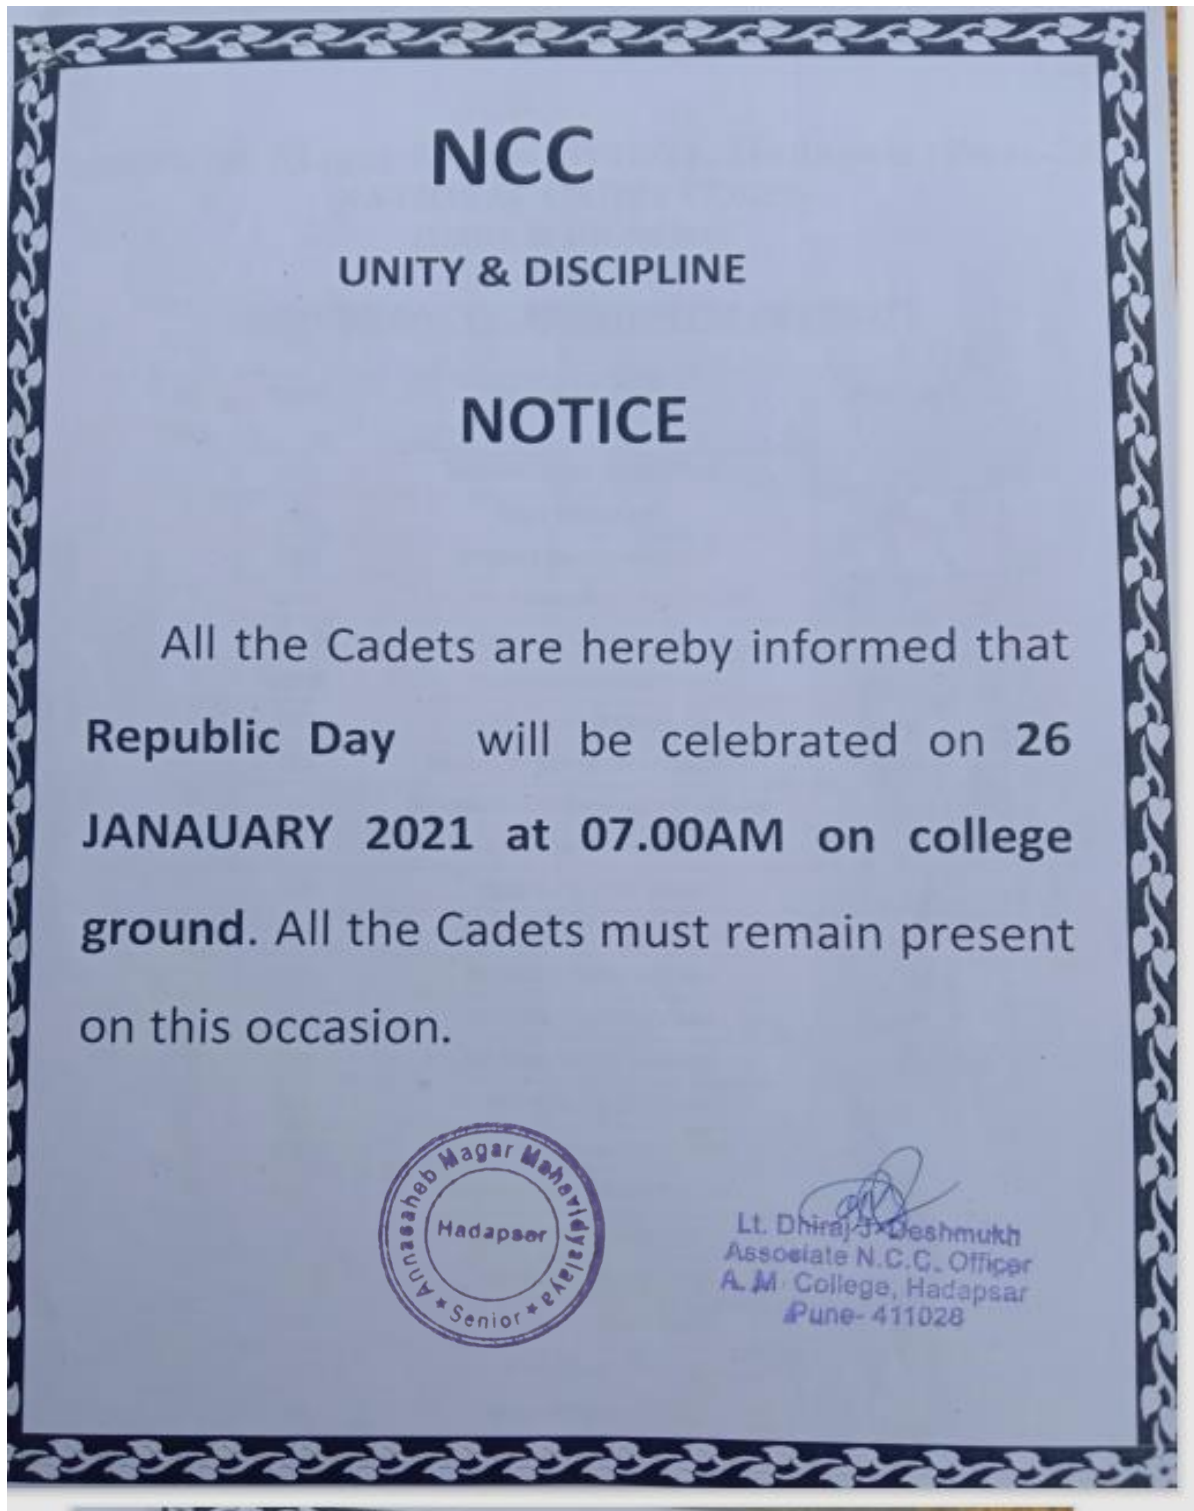 NCC
UNITY & DISCIPLINE
NOTICE
All the Cadets are hereby informed that
Republic Day will be celebrated on 26
JANAUARY 2021 at 07.00AM on college
ground. All the Cadets must remain present
on this occasion.
Annasaheb Magar Mahavidyalaya
Hadapsar
★ Senior ★
Lt. Dhiraj J. Deshmukh
Associate N.C.C. Officer
A. M College, Hadapsar
Pune- 411028